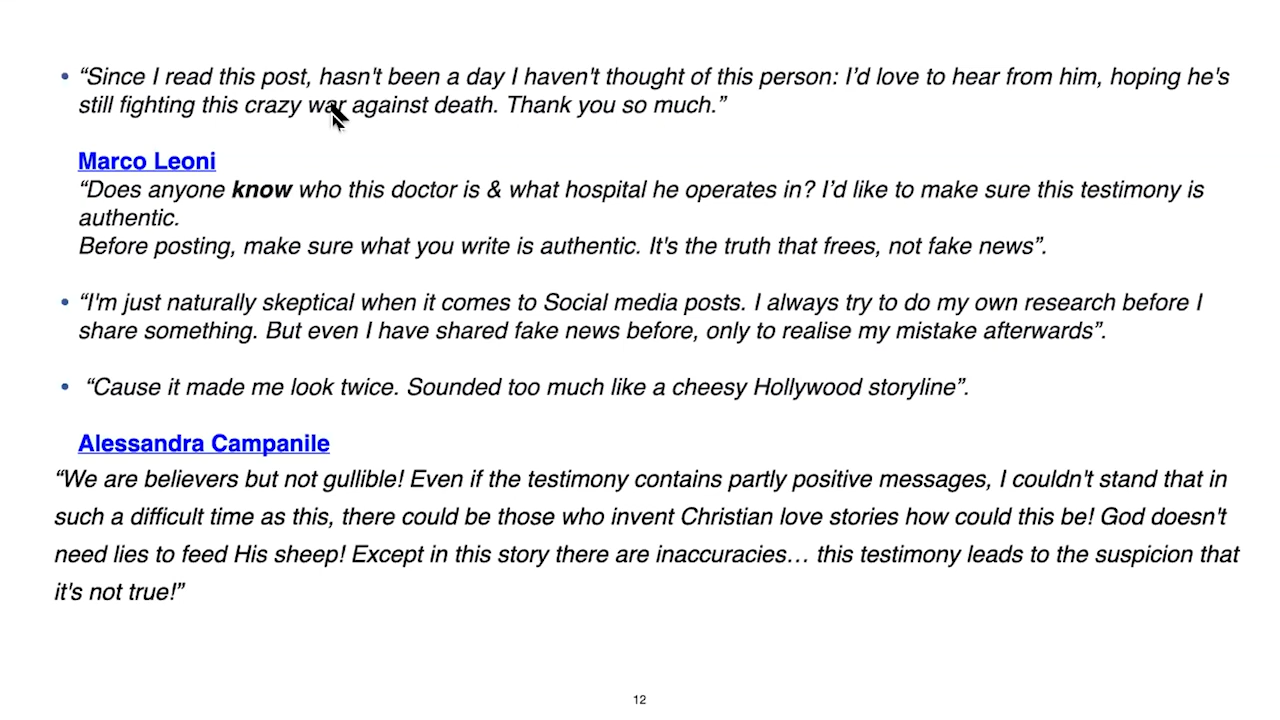 • “Since I read this post, hasn't been a day I haven't thought of this person: I’d love to hear from him, hoping he's
still fighting this crazy war against death. Thank you so much.”
Marco Leoni
“Does anyone know who this doctor is & what hospital he operates in? I’d like to make sure this testimony is
authentic.
Before posting, make sure what you write is authentic. It's the truth that frees, not fake news”.
• “I'm just naturally skeptical when it comes to Social media posts. I always try to do my own research before I
share something. But even I have shared fake news before, only to realise my mistake afterwards”.
• “Cause it made me look twice. Sounded too much like a cheesy Hollywood storyline”.
Alessandra Campanile
“We are believers but not gullible! Even if the testimony contains partly positive messages, I couldn't stand that in
such a difficult time as this, there could be those who invent Christian love stories how could this be! God doesn't
need lies to feed His sheep! Except in this story there are inaccuracies… this testimony leads to the suspicion that
it's not true!”
12